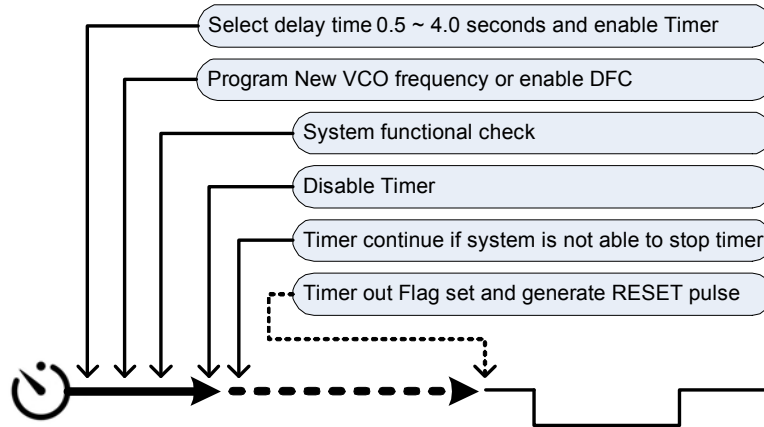 Select delay time 0.5 ~ 4.0 seconds and enable Timer
Program New VCO frequency or enable DFC
System functional check
Disable Timer
Timer continue if system is not able to stop timer
Timer out Flag set and generate RESET pulse